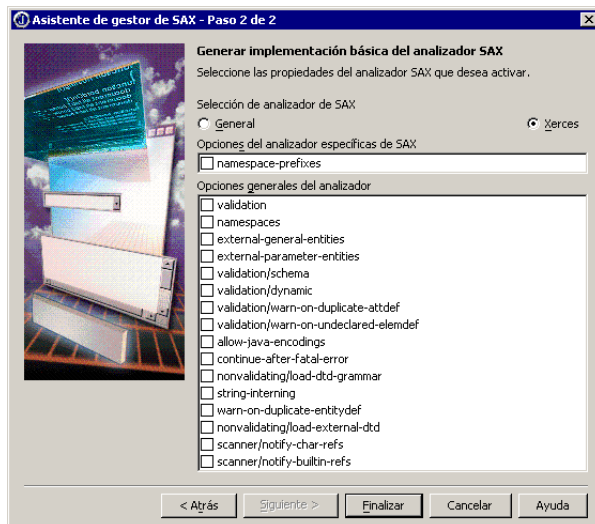 Asistente de gestor de SAX - Paso 2 de 2
Generar implementación básica del analizador SAX
Seleccione las propiedades del analizador SAX que desea activar.
Selección de analizador de SAX
General
Xerces
Opciones del analizador específicas de SAX
namespace-prefixes
Opciones generales del analizador
validation
namespaces
external-general-entities
external-parameter-entities
validation/schema
validation/dynamic
validation/warn-on-duplicate-attdef
validation/warn-on-undeclared-elemdef
allow-java-encodings
continue-after-fatal-error
nonvalidating/load-dtd-grammar
string-interning
warn-on-duplicate-entitydef
nonvalidating/load-external-dtd
scanner/notify-char-refs
scanner/notify-builtin-refs
< Atrás Siguiente > Finalizar Cancelar Ayuda